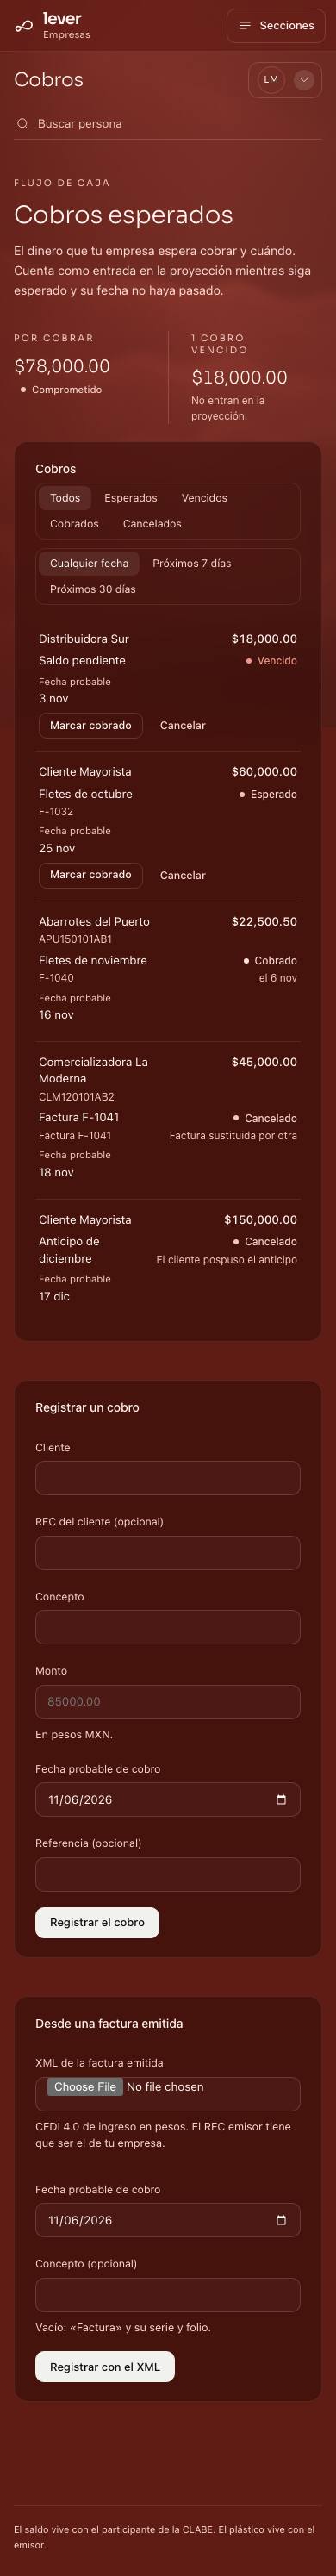 lever
Empresas
Secciones
Cobros
LM
Buscar persona
FLUJO DE CAJA
Cobros esperados
El dinero que tu empresa espera cobrar y cuándo.
Cuenta como entrada en la proyección mientras siga
esperado y su fecha no haya pasado.
POR COBRAR
$78,000.00
Comprometido
1 COBRO
VENCIDO
$18,000.00
No entran en la
proyección.
Cobros
Todos Esperados Vencidos
Cobrados Cancelados
Cualquier fecha Próximos 7 días
Próximos 30 días
Distribuidora Sur $18,000.00
Saldo pendiente Vencido
Fecha probable
3 nov
Marcar cobrado Cancelar
Cliente Mayorista $60,000.00
Fletes de octubre Esperado
F-1032
Fecha probable
25 nov
Marcar cobrado Cancelar
Abarrotes del Puerto $22,500.50
APU150101AB1
Fletes de noviembre Cobrado
F-1040 el 6 nov
Fecha probable
16 nov
Comercializadora La $45,000.00
Moderna
CLM120101AB2
Factura F-1041 Cancelado
Factura F-1041 Factura sustituida por otra
Fecha probable
18 nov
Cliente Mayorista $150,000.00
Anticipo de Cancelado
diciembre El cliente pospuso el anticipo
Fecha probable
17 dic
Registrar un cobro
Cliente
RFC del cliente (opcional)
Concepto
Monto
85000.00
En pesos MXN.
Fecha probable de cobro
11/06/2026
Referencia (opcional)
Registrar el cobro
Desde una factura emitida
XML de la factura emitida
Choose File No file chosen
CFDI 4.0 de ingreso en pesos. El RFC emisor tiene
que ser el de tu empresa.
Fecha probable de cobro
11/06/2026
Concepto (opcional)
Vacío: «Factura» y su serie y folio.
Registrar con el XML
El saldo vive con el participante de la CLABE. El plástico vive con el
emisor.